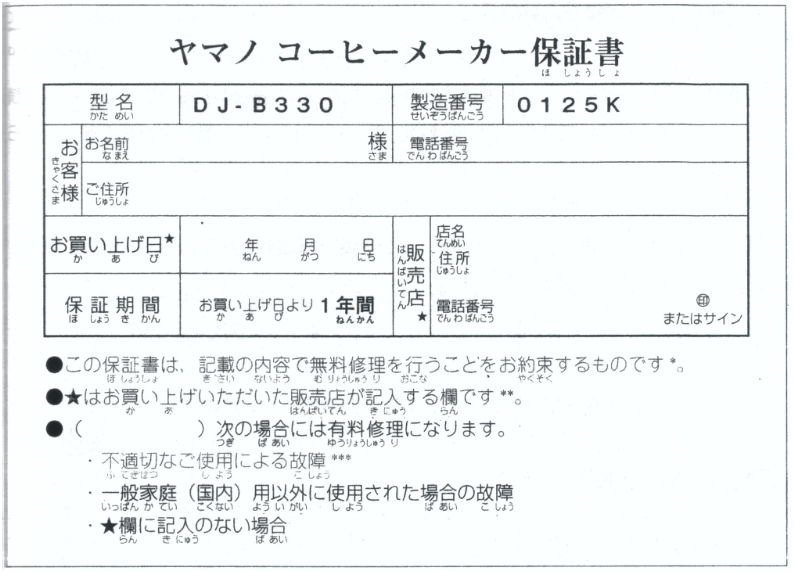 ヤマノ コーヒーメーカー保証書
ほ しょうしょ
型名 DJ-B330 製造番号 0125K
かた めい せいぞうばんごう
お客様 お名前 様 電話番号
きゃくさま なまえ さま でんわばんごう
ご住所
じゅうしょ
お買い上げ日★ 年 月 日
か あ び ねん がつ にち
販売店★ 店名
はんばいてん てんめい
住所
じゅうしょ
保証期間 お買い上げ日より 1年間
ほ しょう き かん か あ び ねんかん
電話番号 印
でんわばんごう またはサイン
●この保証書は、記載の内容で無料修理を行うことをお約束するものです*。
ほしょうしょ きさい ないよう むりょうしゅうり おこな やくそく
●★はお買い上げいただいた販売店が記入する欄です**。
か あ はんばいてん きにゅう らん
●( )次の場合には有料修理になります。
つぎ ばあい ゆうりょうしゅうり
・不適切なご使用による故障***
ふてきせつ しよう こしょう
・一般家庭(国内)用以外に使用された場合の故障
いっぱんかてい こくない よういがい しよう ばあい こしょう
・★欄に記入のない場合
らん きにゅう ばあい